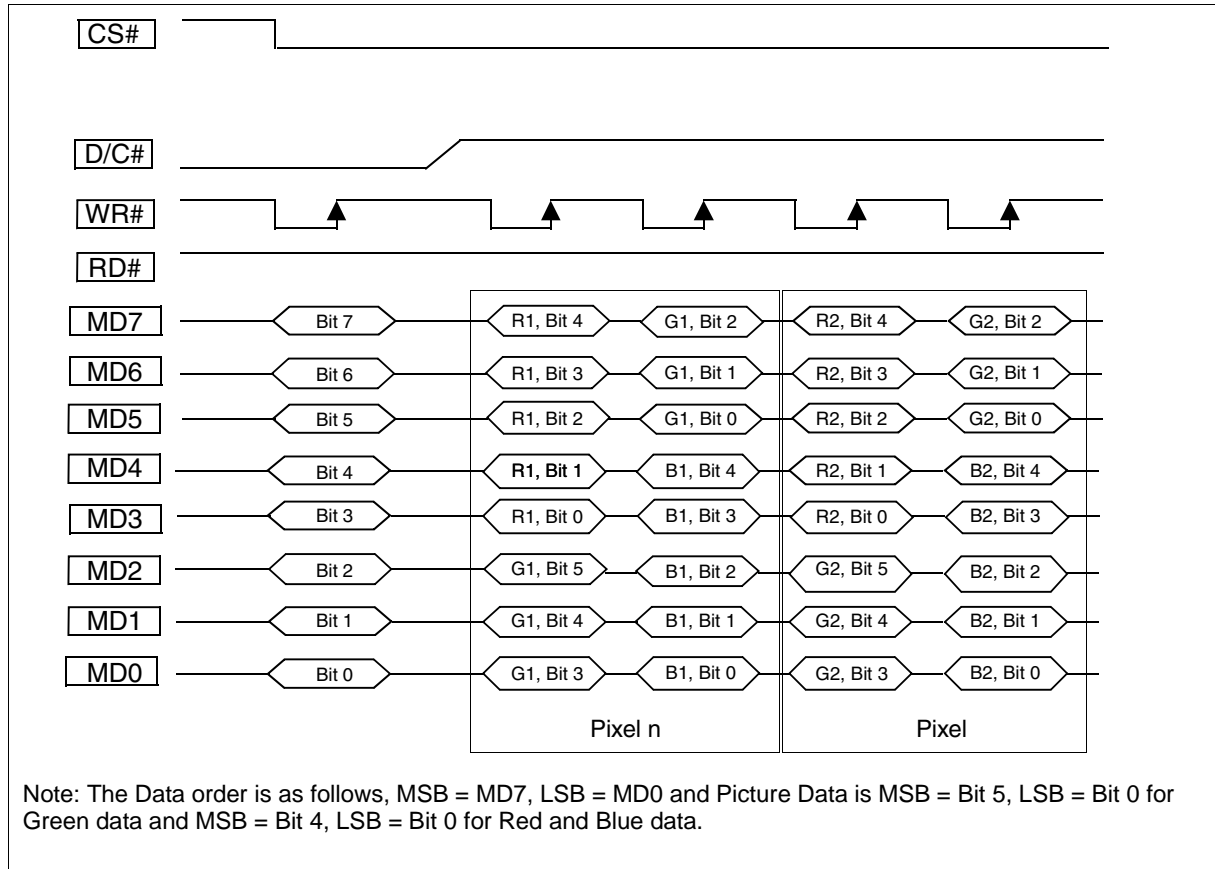 CS#
D/C#
WR#
RD#
MD7 Bit 7 R1, Bit 4 G1, Bit 2 R2, Bit 4 G2, Bit 2
MD6 Bit 6 R1, Bit 3 G1, Bit 1 R2, Bit 3 G2, Bit 1
MD5 Bit 5 R1, Bit 2 G1, Bit 0 R2, Bit 2 G2, Bit 0
MD4 Bit 4 R1, Bit 1 B1, Bit 4 R2, Bit 1 B2, Bit 4
MD3 Bit 3 R1, Bit 0 B1, Bit 3 R2, Bit 0 B2, Bit 3
MD2 Bit 2 G1, Bit 5 B1, Bit 2 G2, Bit 5 B2, Bit 2
MD1 Bit 1 G1, Bit 4 B1, Bit 1 G2, Bit 4 B2, Bit 1
MD0 Bit 0 G1, Bit 3 B1, Bit 0 G2, Bit 3 B2, Bit 0
Pixel n Pixel
Note: The Data order is as follows, MSB = MD7, LSB = MD0 and Picture Data is MSB = Bit 5, LSB = Bit 0 for
Green data and MSB = Bit 4, LSB = Bit 0 for Red and Blue data.